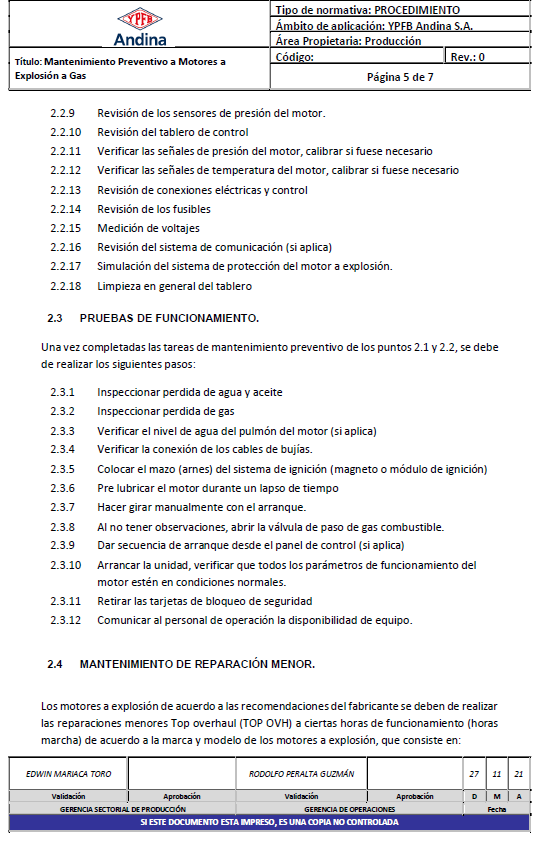 YPFB
Andina
Tipo de normativa: PROCEDIMIENTO
Ámbito de aplicación: YPFB Andina S.A.
Área Propietaria: Producción
Título: Mantenimiento Preventivo a Motores a
Explosión a Gas
Código:
Rev.: 0
Página 5 de 7
2.2.9 Revisión de los sensores de presión del motor.
2.2.10 Revisión del tablero de control
2.2.11 Verificar las señales de presión del motor, calibrar si fuese necesario
2.2.12 Verificar las señales de temperatura del motor, calibrar si fuese necesario
2.2.13 Revisión de conexiones eléctricas y control
2.2.14 Revisión de los fusibles
2.2.15 Medición de voltajes
2.2.16 Revisión del sistema de comunicación (si aplica)
2.2.17 Simulación del sistema de protección del motor a explosión.
2.2.18 Limpieza en general del tablero
2.3 PRUEBAS DE FUNCIONAMIENTO.
Una vez completadas las tareas de mantenimiento preventivo de los puntos 2.1 y 2.2, se debe
de realizar los siguientes pasos:
2.3.1 Inspeccionar perdida de agua y aceite
2.3.2 Inspeccionar perdida de gas
2.3.3 Verificar el nivel de agua del pulmón del motor (si aplica)
2.3.4 Verificar la conexión de los cables de bujías.
2.3.5 Colocar el mazo (arnes) del sistema de ignición (magneto o módulo de ignición)
2.3.6 Pre lubricar el motor durante un lapso de tiempo
2.3.7 Hacer girar manualmente con el arranque.
2.3.8 Al no tener observaciones, abrir la válvula de paso de gas combustible.
2.3.9 Dar secuencia de arranque desde el panel de control (si aplica)
2.3.10 Arrancar la unidad, verificar que todos los parámetros de funcionamiento del
motor estén en condiciones normales.
2.3.11 Retirar las tarjetas de bloqueo de seguridad
2.3.12 Comunicar al personal de operación la disponibilidad de equipo.
2.4 MANTENIMIENTO DE REPARACIÓN MENOR.
Los motores a explosión de acuerdo a las recomendaciones del fabricante se deben de realizar
las reparaciones menores Top overhaul (TOP OVH) a ciertas horas de funcionamiento (horas
marcha) de acuerdo a la marca y modelo de los motores a explosión, que consiste en:
EDWIN MARIACA TORO RODOLFO PERALTA GUZMÁN 27 11 21
Validación Aprobación Validación Aprobación D M A
GERENCIA SECTORIAL DE PRODUCCIÓN GERENCIA DE OPERACIONES Fecha
SI ESTE DOCUMENTO ESTA IMPRESO, ES UNA COPIA NO CONTROLADA